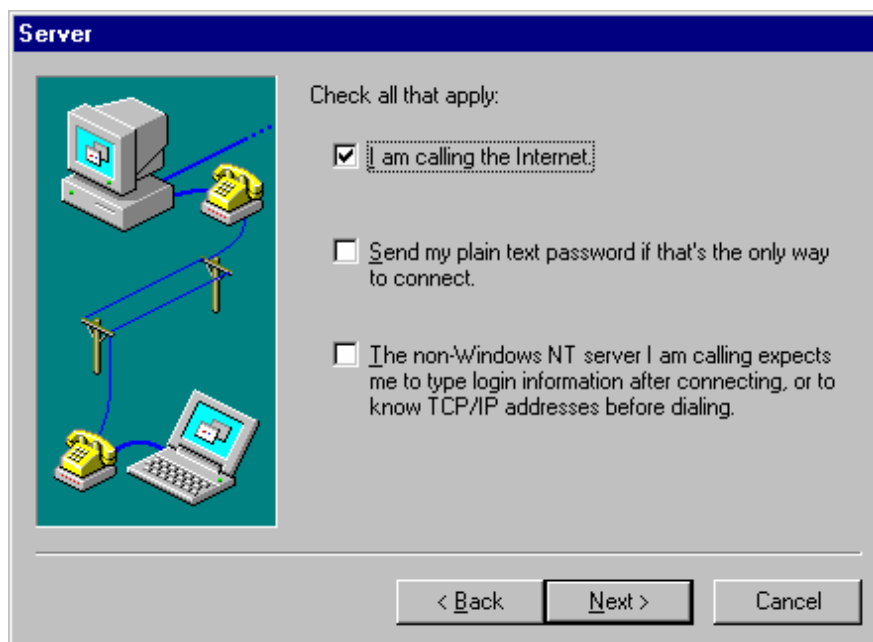 Server
Check all that apply:
I am calling the Internet.
Send my plain text password if that's the only way
to connect.
The non-Windows NT server I am calling expects
me to type login information after connecting, or to
know TCP/IP addresses before dialing.
< Back
Next >
Cancel